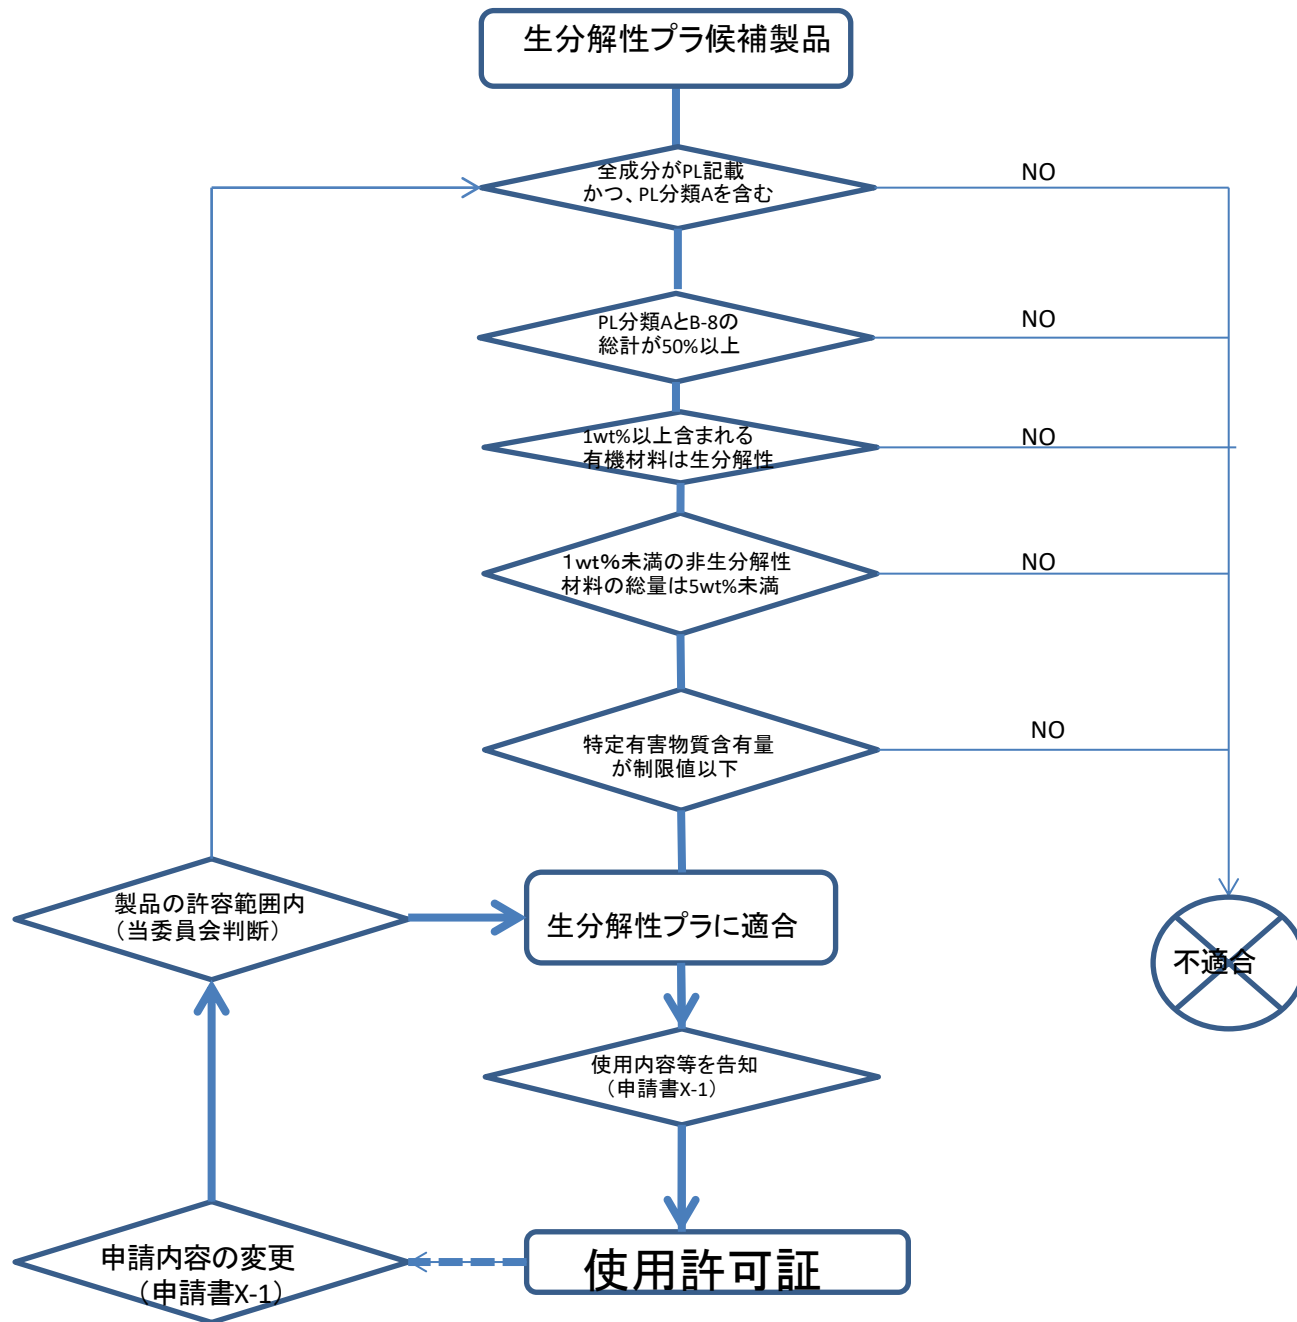 生分解性プラ候補製品
全成分がPL記載
かつ、PL分類Aを含む
NO
PL分類AとB-8の
総計が50%以上
NO
1wt%以上含まれる
有機材料は生分解性
NO
１wt％未満の非生分解性
材料の総量は5wt%未満
NO
特定有害物質含有量
が制限値以下
NO
製品の許容範囲内
（当委員会判断）
生分解性プラに適合
不適合
使用内容等を告知
（申請書X-1）
申請内容の変更
（申請書X-1）
使用許可証